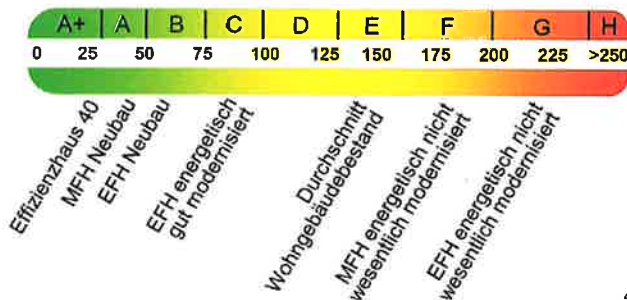 A+ A B C D E F G H
0 25 50 75 100 125 150 175 200 225 >250
Effizienzhaus 40
MFH Neubau
EFH Neubau
EFH energetisch
gut modernisiert
Durchschnitt
Wohngebäudebestand
MFH energetisch nicht
wesentlich modernisiert
EFH energetisch nicht
wesentlich modernisiert